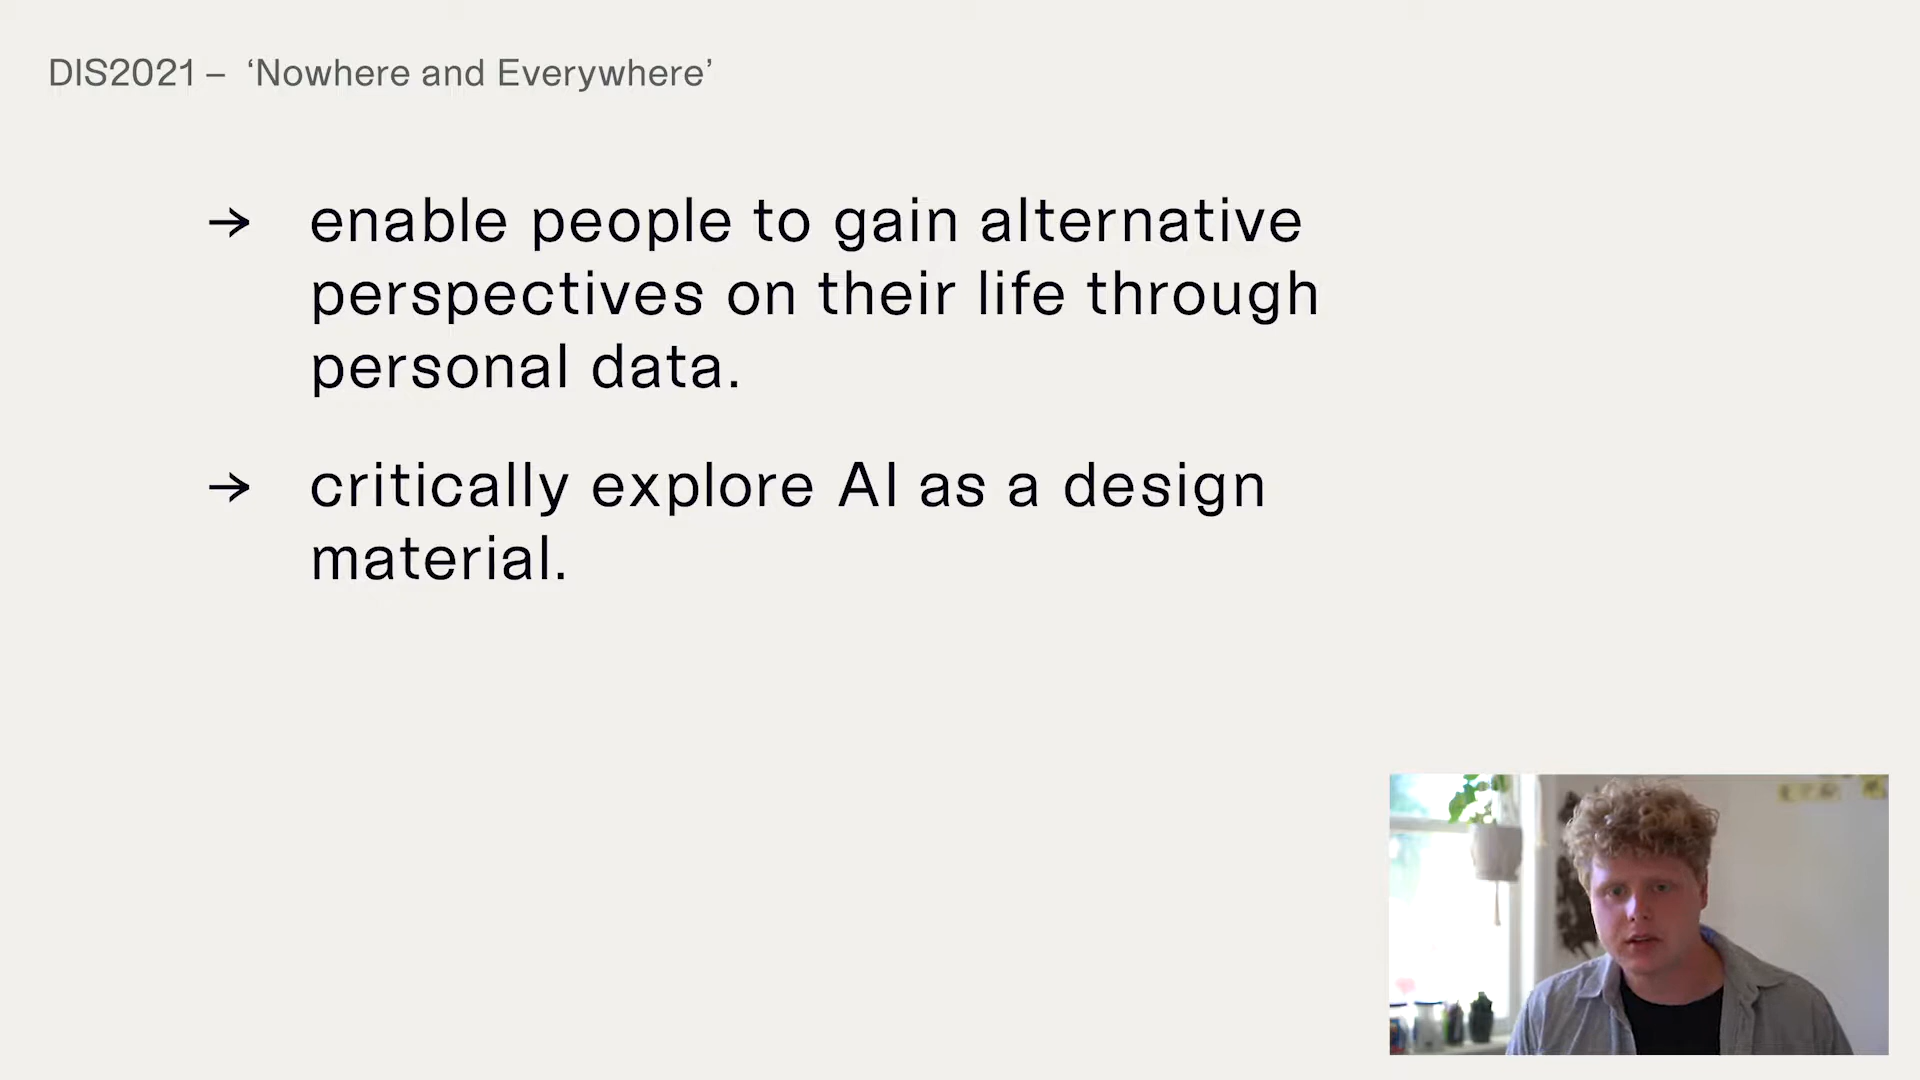 DIS2021 – ‘Nowhere and Everywhere’
→ enable people to gain alternative
perspectives on their life through
personal data.
→ critically explore AI as a design
material.